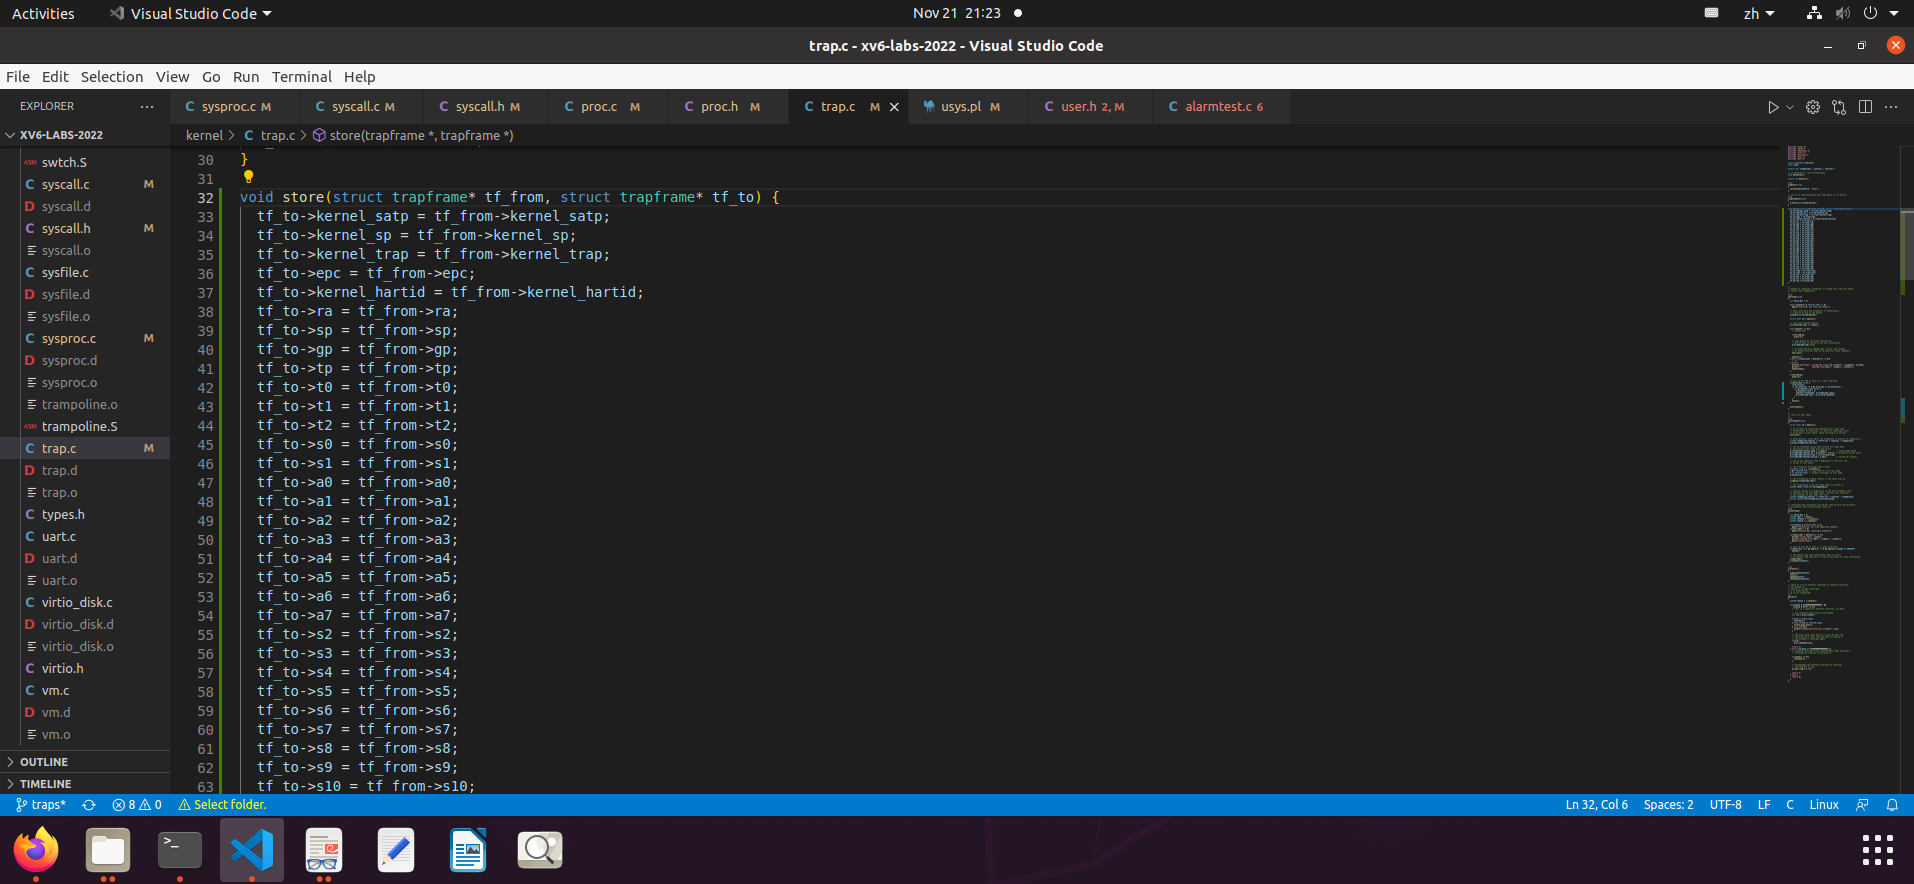 Activities
Visual Studio Code
Nov 21 21:23
zh
trap.c - xv6-labs-2022 - Visual Studio Code
File Edit Selection View Go Run Terminal Help
EXPLORER
sysproc.c M
syscall.c M
syscall.h M
proc.c M
proc.h M
trap.c M
usys.pl M
user.h 2, M
alarmtest.c 6
XV6-LABS-2022
kernel > trap.c > store(trapframe *, trapframe *)
swtch.S
syscall.c M
syscall.d
syscall.h M
syscall.o
sysfile.c
sysfile.d
sysfile.o
sysproc.c M
sysproc.d
sysproc.o
trampoline.o
trampoline.S
trap.c M
trap.d
trap.o
types.h
uart.c
uart.d
uart.o
virtio_disk.c
virtio_disk.d
virtio_disk.o
virtio.h
vm.c
vm.d
vm.o
OUTLINE
TIMELINE
30 }
31
32 void store(struct trapframe* tf_from, struct trapframe* tf_to) {
33 tf_to->kernel_satp = tf_from->kernel_satp;
34 tf_to->kernel_sp = tf_from->kernel_sp;
35 tf_to->kernel_trap = tf_from->kernel_trap;
36 tf_to->epc = tf_from->epc;
37 tf_to->kernel_hartid = tf_from->kernel_hartid;
38 tf_to->ra = tf_from->ra;
39 tf_to->sp = tf_from->sp;
40 tf_to->gp = tf_from->gp;
41 tf_to->tp = tf_from->tp;
42 tf_to->t0 = tf_from->t0;
43 tf_to->t1 = tf_from->t1;
44 tf_to->t2 = tf_from->t2;
45 tf_to->s0 = tf_from->s0;
46 tf_to->s1 = tf_from->s1;
47 tf_to->a0 = tf_from->a0;
48 tf_to->a1 = tf_from->a1;
49 tf_to->a2 = tf_from->a2;
50 tf_to->a3 = tf_from->a3;
51 tf_to->a4 = tf_from->a4;
52 tf_to->a5 = tf_from->a5;
53 tf_to->a6 = tf_from->a6;
54 tf_to->a7 = tf_from->a7;
55 tf_to->s2 = tf_from->s2;
56 tf_to->s3 = tf_from->s3;
57 tf_to->s4 = tf_from->s4;
58 tf_to->s5 = tf_from->s5;
59 tf_to->s6 = tf_from->s6;
60 tf_to->s7 = tf_from->s7;
61 tf_to->s8 = tf_from->s8;
62 tf_to->s9 = tf_from->s9;
63 tf_to->s10 = tf_from->s10;
traps* 8 0 Select folder. Ln 32, Col 6 Spaces: 2 UTF-8 LF C Linux